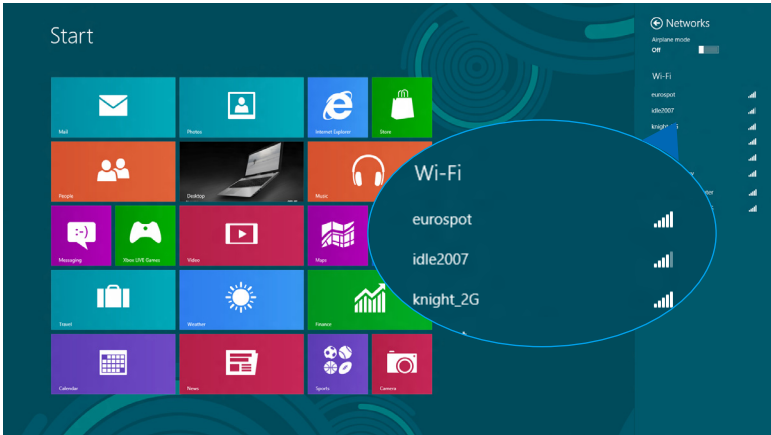 Start
Mail
Photos
Internet Explorer
Store
People
Desktop
Music
Messaging
Xbox LIVE Games
Video
Maps
Travel
Weather
Finance
Calendar
News
Sports
Camera
Networks
Airplane mode
Off
Wi-Fi
eurospot
idle2007
Wi-Fi
eurospot
idle2007
knight_2G